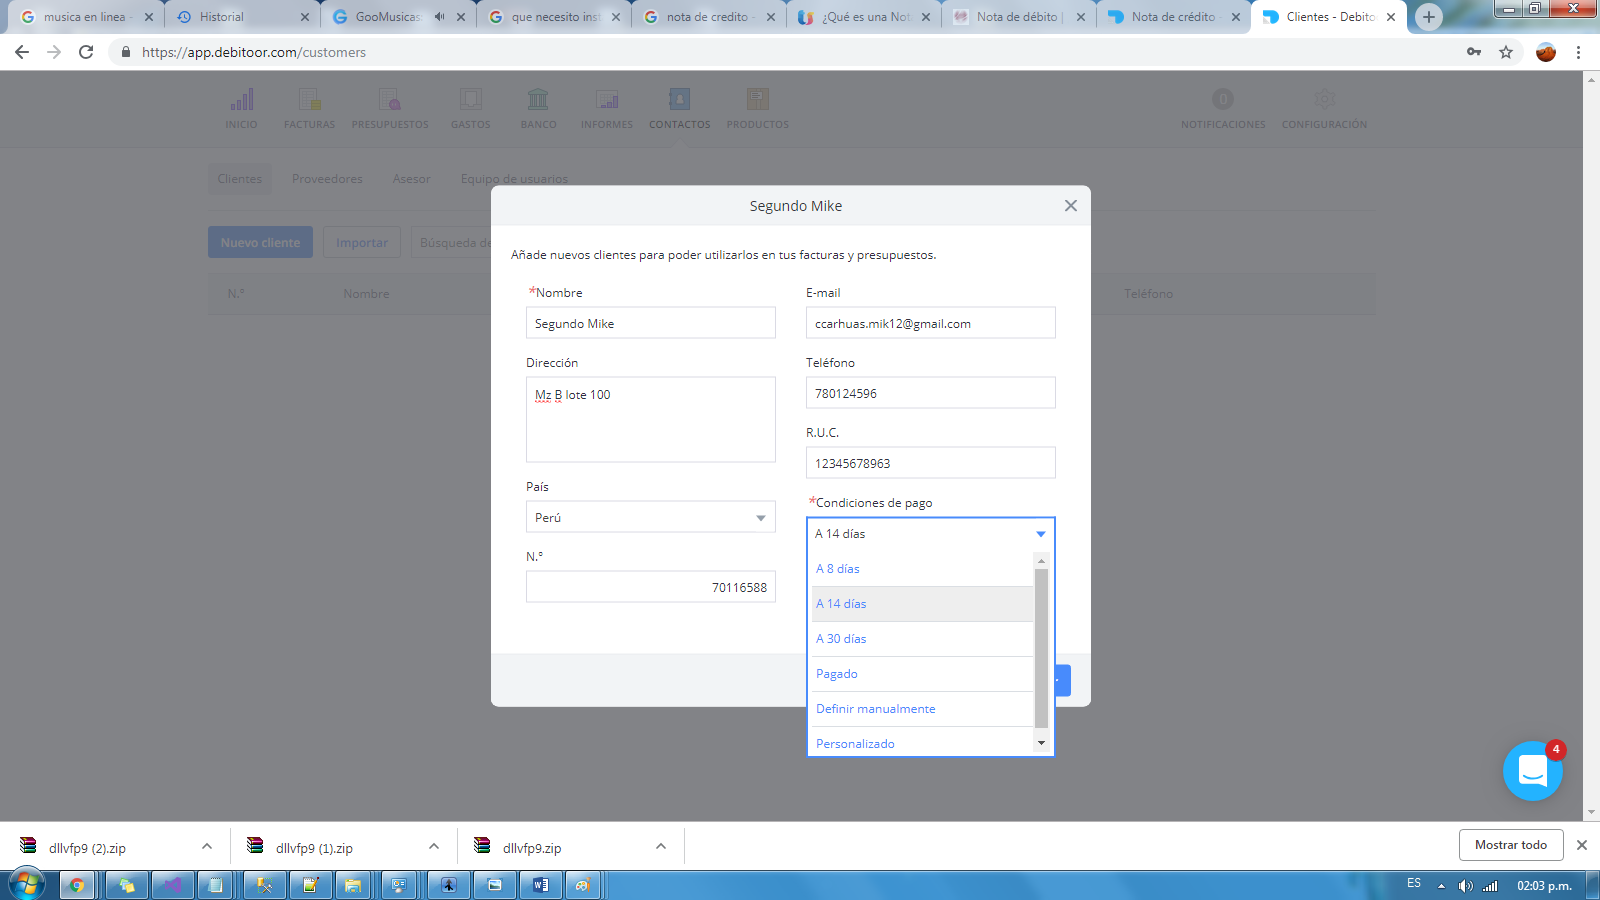 musica en linea -
Historial
GooMusicas
que necesito inst
nota de credito -
¿Qué es una Not
Nota de débito |
Nota de crédito -
Clientes - Debito
https://app.debitoor.com/customers
INICIO
FACTURAS
PRESUPUESTOS
GASTOS
BANCO
INFORMES
CONTACTOS
PRODUCTOS
0
NOTIFICACIONES
CONFIGURACIÓN
Clientes
Proveedores
Asesor
Equipo de usuarios
Nuevo cliente
Importar
Búsqueda de
N.º
Nombre
Teléfono
Segundo Mike
Añade nuevos clientes para poder utilizarlos en tus facturas y presupuestos.
*Nombre
Segundo Mike
Dirección
Mz B lote 100
País
Perú
N.º
70116588
E-mail
ccarhuas.mik12@gmail.com
Teléfono
780124596
R.U.C.
12345678963
*Condiciones de pago
A 14 días
A 8 días
A 14 días
A 30 días
Pagado
Definir manualmente
Personalizado
4
dllvfp9 (2).zip
dllvfp9 (1).zip
dllvfp9.zip
Mostrar todo
ES
02:03 p.m.